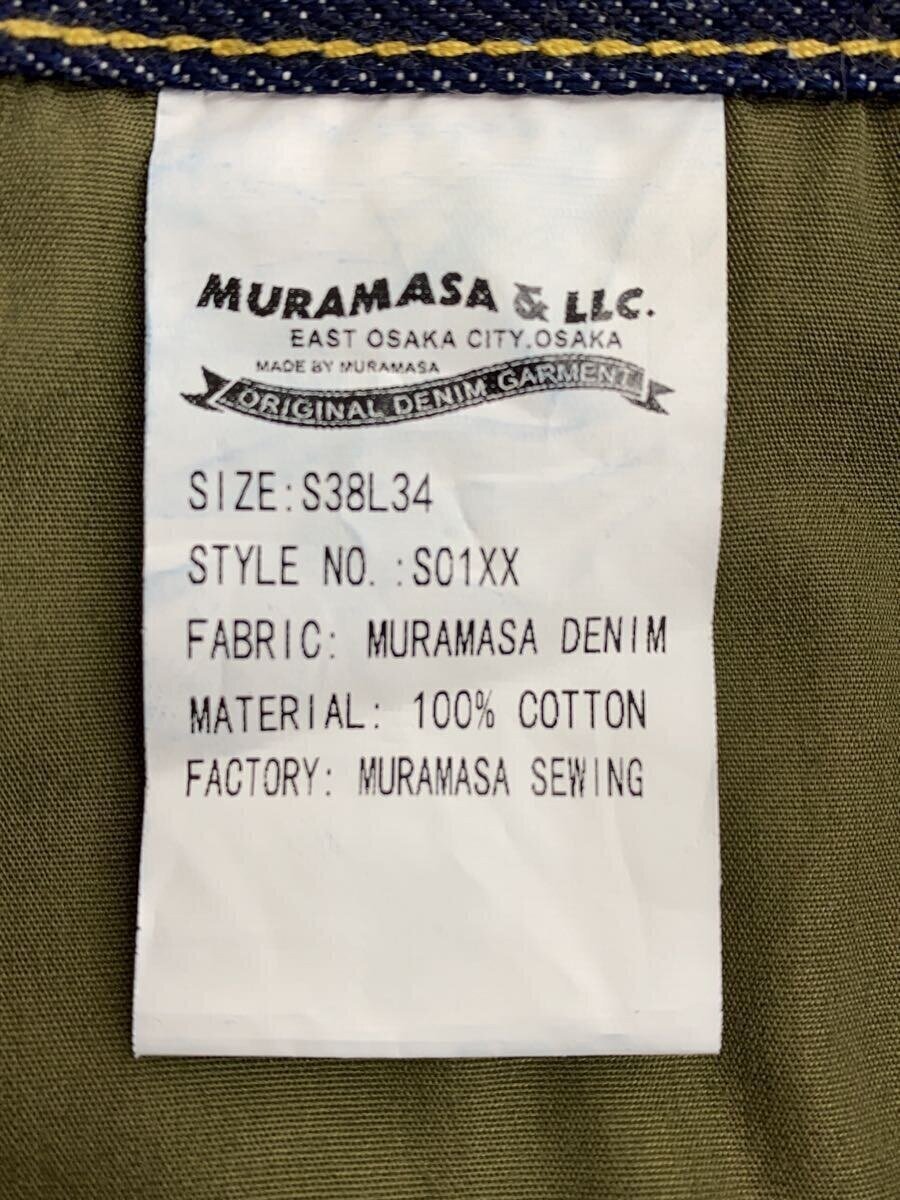 MURAMASA & LLC.
EAST OSAKA CITY.OSAKA
MADE BY MURAMASA
ORIGINAL DENIM GARMENT
SIZE:S38L34
STYLE NO.:S01XX
FABRIC: MURAMASA DENIM
MATERIAL: 100% COTTON
FACTORY: MURAMASA SEWING